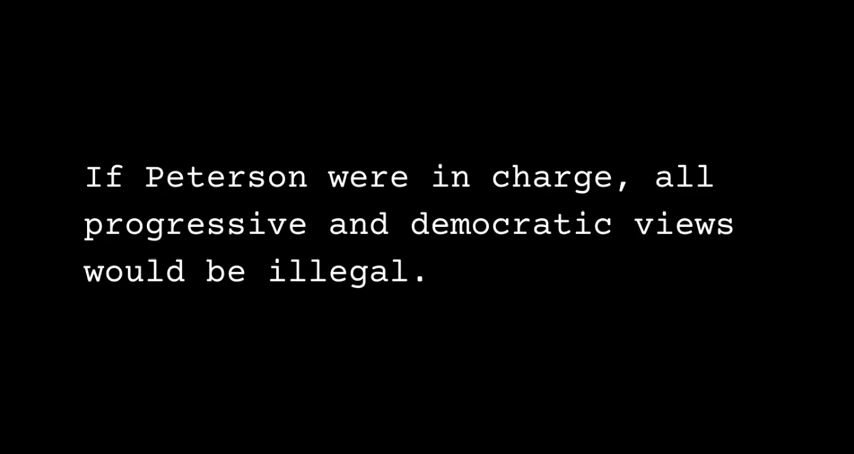 If Peterson were in charge, all
progressive and democratic views
would be illegal.